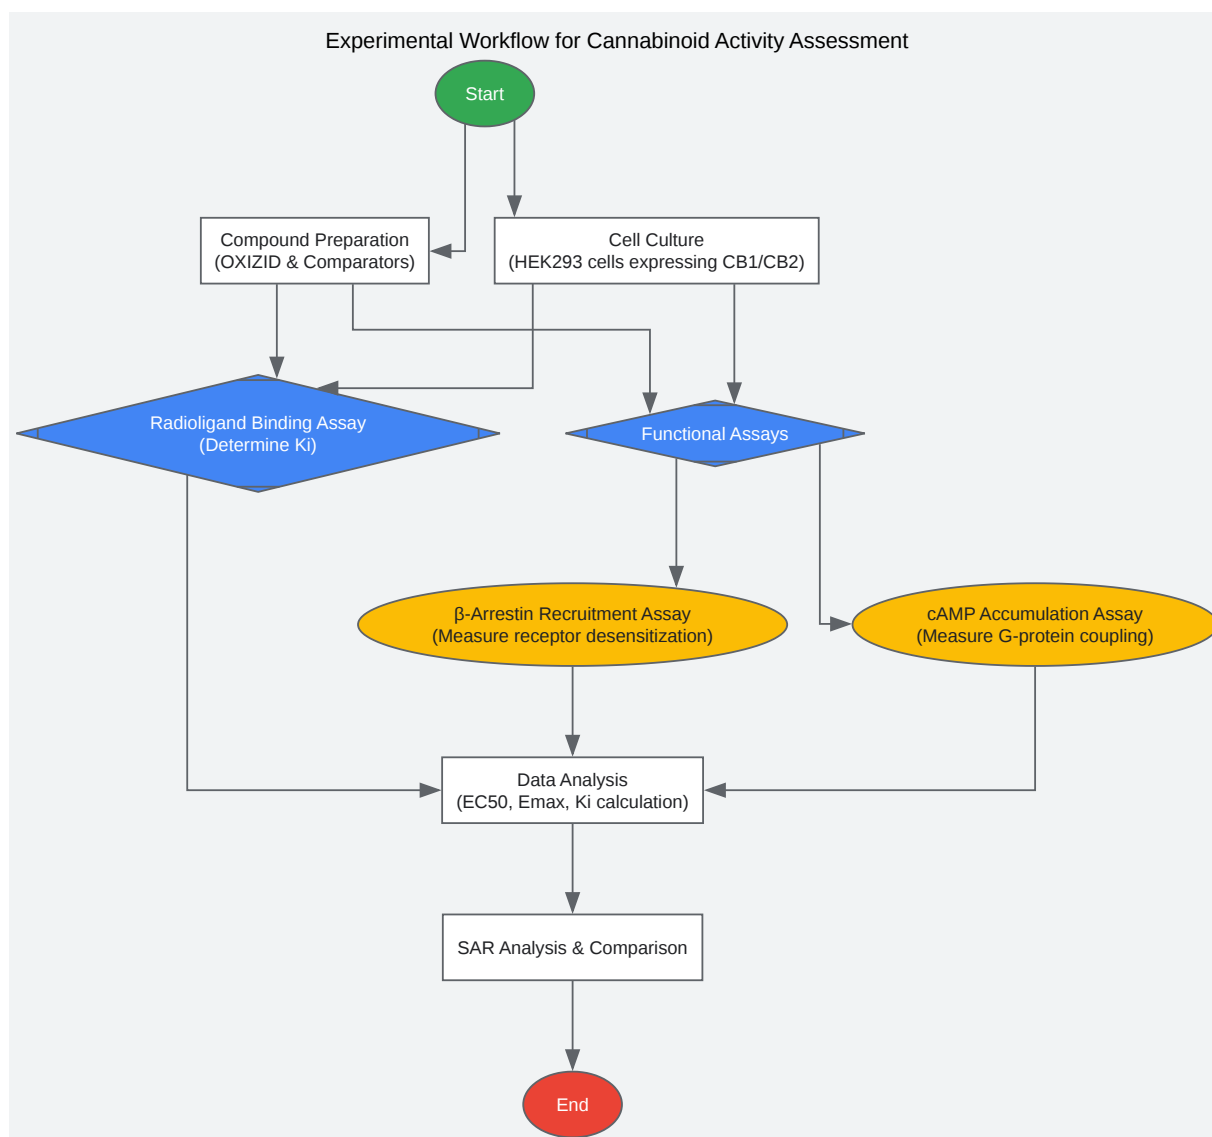 Experimental Workflow for Cannabinoid Activity Assessment
Start
Compound Preparation
(OXIZID & Comparators)
Cell Culture
(HEK293 cells expressing CB1/CB2)
Radioligand Binding Assay
(Determine Ki)
Functional Assays
β-Arrestin Recruitment Assay
(Measure receptor desensitization)
cAMP Accumulation Assay
(Measure G-protein coupling)
Data Analysis
(EC50, Emax, Ki calculation)
SAR Analysis & Comparison
End